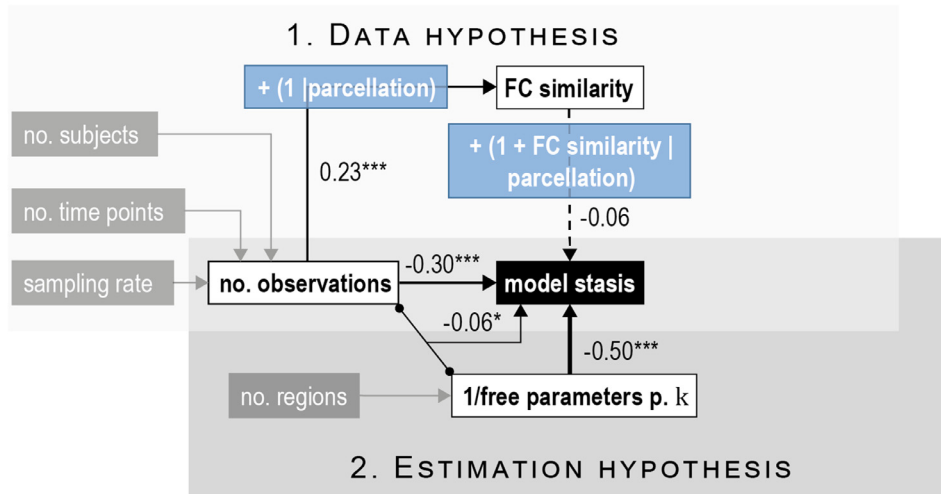 1. DATA HYPOTHESIS
+ (1 |parcellation)
FC similarity
no. subjects
+ (1 + FC similarity |
parcellation)
0.23***
no. time points
-0.06
sampling rate
no. observations
-0.30***
model stasis
-0.06*
-0.50***
no. regions
1/free parameters p. k
2. ESTIMATION HYPOTHESIS